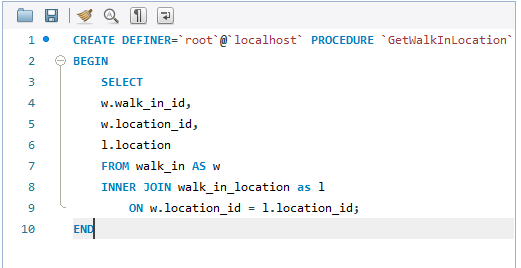 1 CREATE DEFINER=`root`@`localhost` PROCEDURE `GetWalkInLocation`
2 BEGIN
3 SELECT
4 w.walk_in_id,
5 w.location_id,
6 l.location
7 FROM walk_in AS w
8 INNER JOIN walk_in_location as l
9 ON w.location_id = l.location_id;
10 END